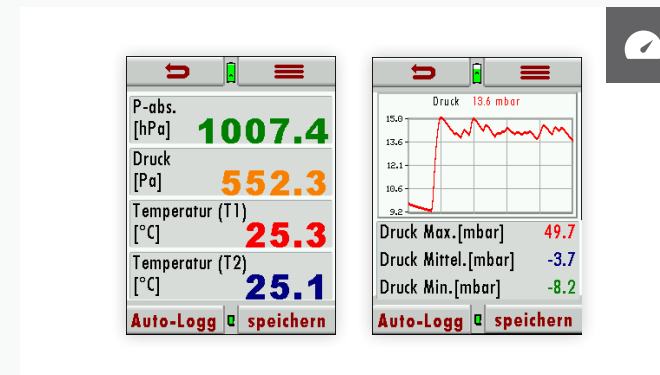 P-abs.
[hPa] 1007.4
Druck
[Pa] 552.3
Temperatur (T1)
[°C] 25.3
Temperatur (T2)
[°C] 25.1
Auto-Logg speichern
Druck 13.6 mbar
15.0
13.6
12.1
10.6
9.2
Druck Max.[mbar] 49.7
Druck Mittel.[mbar] -3.7
Druck Min.[mbar] -8.2
Auto-Logg speichern